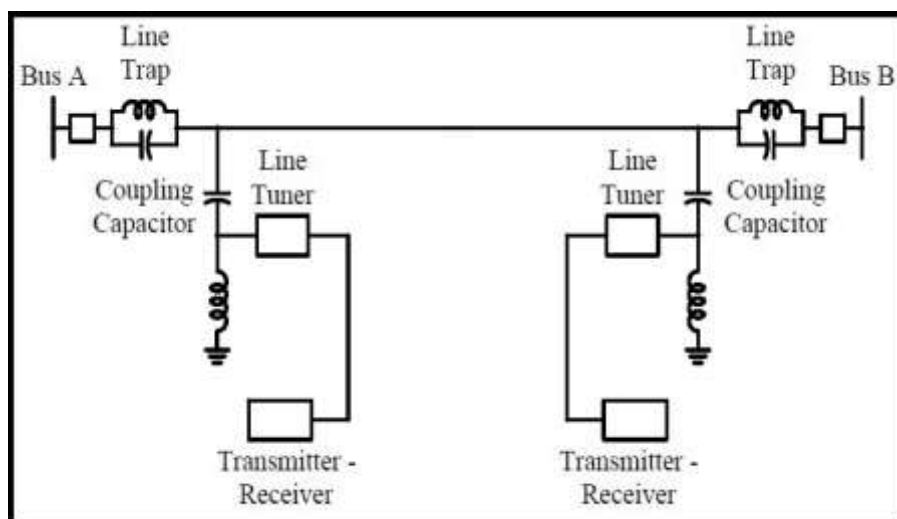 Line
Trap
Bus A
Line
Trap
Bus B
Coupling
Capacitor
Line
Tuner
Line
Tuner
Coupling
Capacitor
Transmitter -
Receiver
Transmitter -
Receiver